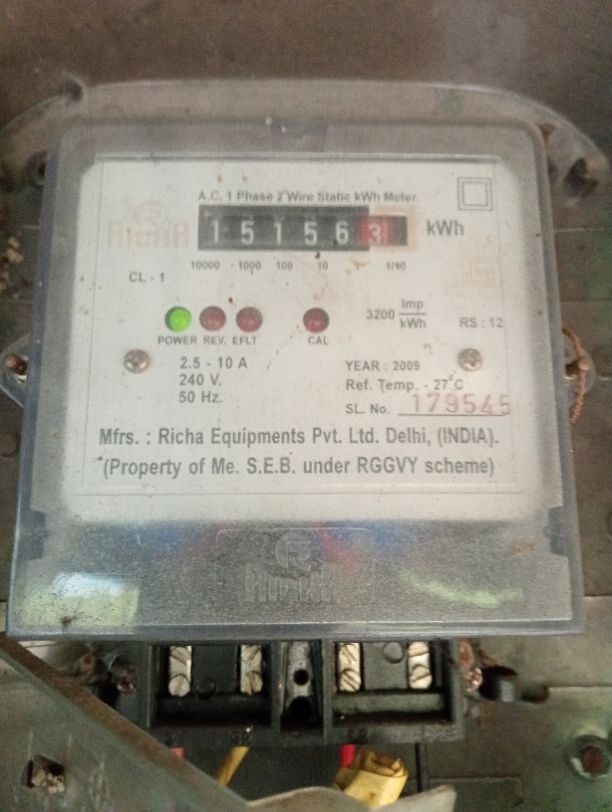 A.C. 1 Phase 2 Wire Static kWh Meter.
RICHA
1 5 1 5 6 3 kWh
10000 1000 100 10 1 1/10
CL - 1
3200 Imp/kWh
RS : 12
POWER REV. EFLT CAL
2.5 - 10 A
240 V.
50 Hz.
YEAR : 2009
Ref. Temp. - 27°C
SL. No. 179545
Mfrs. : Richa Equipments Pvt. Ltd. Delhi, (INDIA).
(Property of Me. S.E.B. under RGGVY scheme)
RICHA